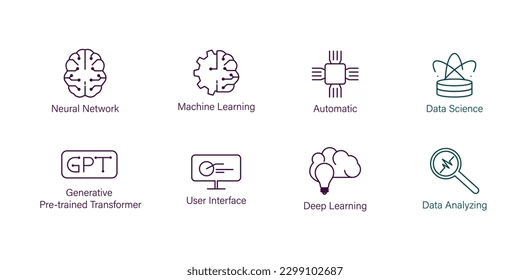 Neural Network
Machine Learning
Automatic
Data Science
GPT
Generative
Pre-trained Transformer
User Interface
Deep Learning
Data Analyzing
shutterstock.com · 2299102687